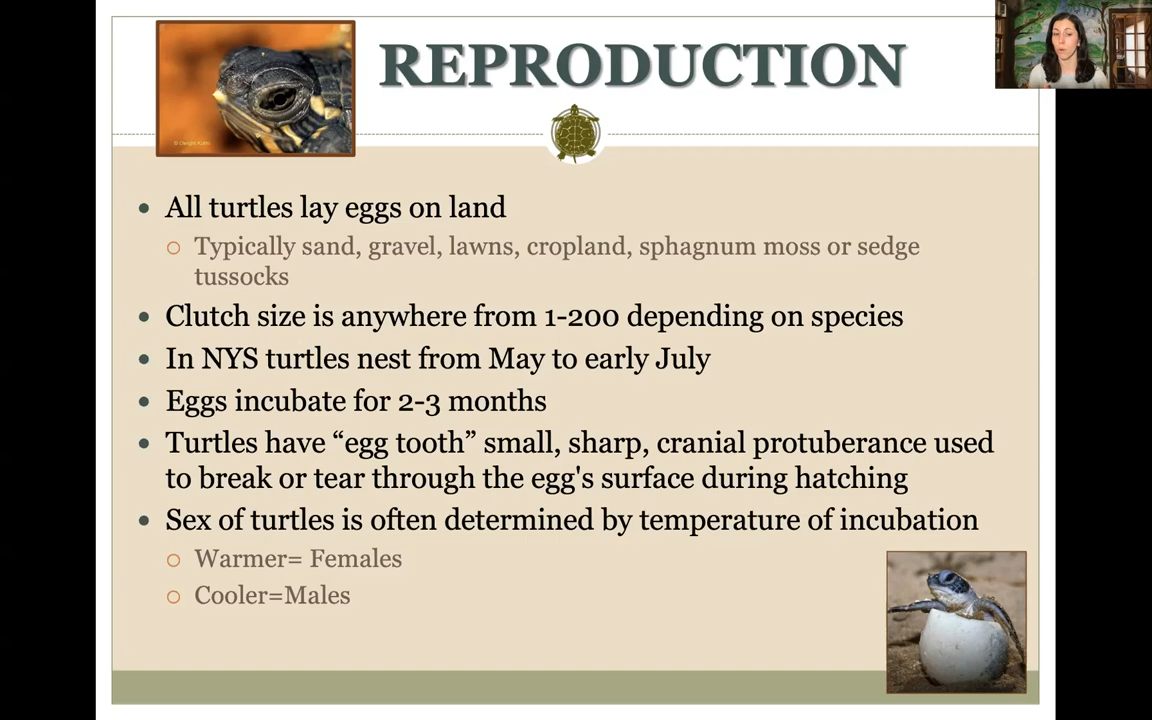 REPRODUCTION
© Dwight Kuhn
• All turtles lay eggs on land
○ Typically sand, gravel, lawns, cropland, sphagnum moss or sedge
tussocks
• Clutch size is anywhere from 1-200 depending on species
• In NYS turtles nest from May to early July
• Eggs incubate for 2-3 months
• Turtles have “egg tooth” small, sharp, cranial protuberance used
to break or tear through the egg's surface during hatching
• Sex of turtles is often determined by temperature of incubation
○ Warmer= Females
○ Cooler=Males